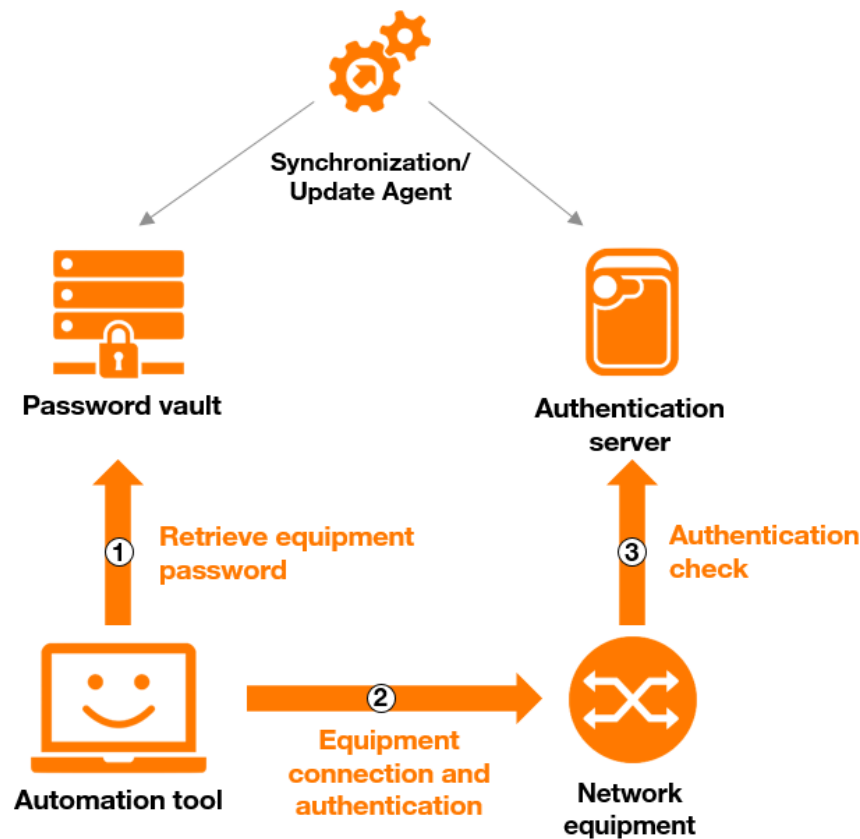 Synchronization/
Update Agent
Password vault
Authentication
server
1
Retrieve equipment
password
3
Authentication
check
2
Equipment
connection and
authentication
Automation tool
Network
equipment